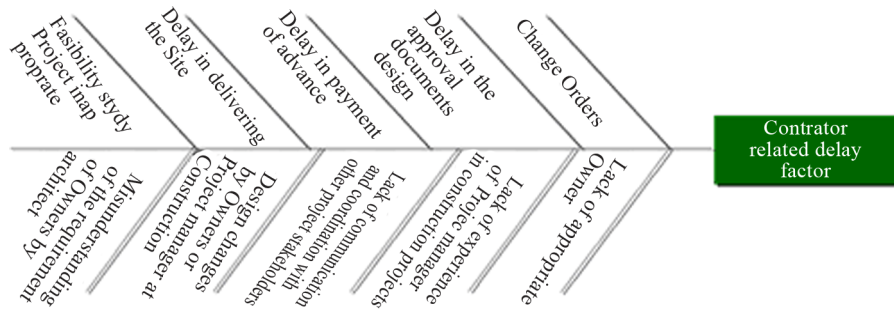 Fasibility stydy
Project inap
proprate
Delay in delivering
the Site
Delay in payment
of advance
Delay in the
approval
documents
design
Change Orders
Contrator
related delay
factor
Misunderstanding
of the requirement
of Owners by
architect
Design changes
by Owners or
Project manager at
Construction
Lack of communication
and coordination with
other project stakeholders
Lack of experience
of Projec manager
in construction projects
Lack of appropriate
Owner